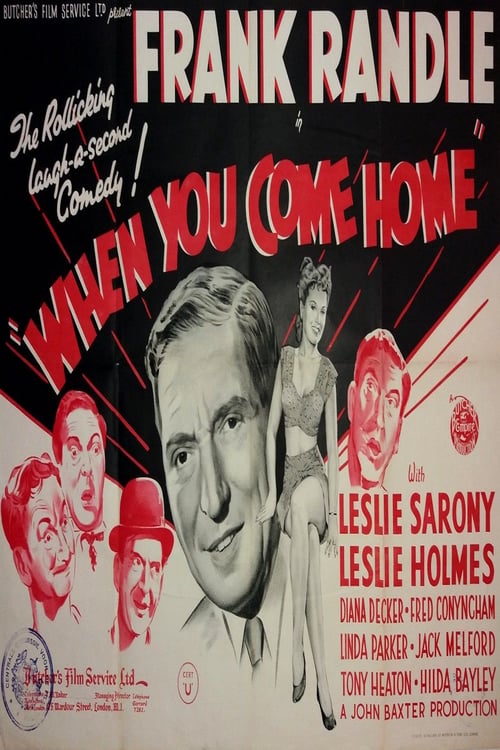 BUTCHER'S FILM SERVICE LTD present
FRANK RANDLE
in
The Rollicking
laugh-a-second
Comedy!
"WHEN YOU COME HOME"
With
LESLIE SARONY
LESLIE HOLMES
DIANA DECKER · FRED CONYNGHAM
LINDA PARKER · JACK MELFORD
TONY HEATON · HILDA BAYLEY
A JOHN BAXTER PRODUCTION
CERT
"U"
Butcher's Film Service Ltd
Managing Director
Wardour Street, London, W.1.